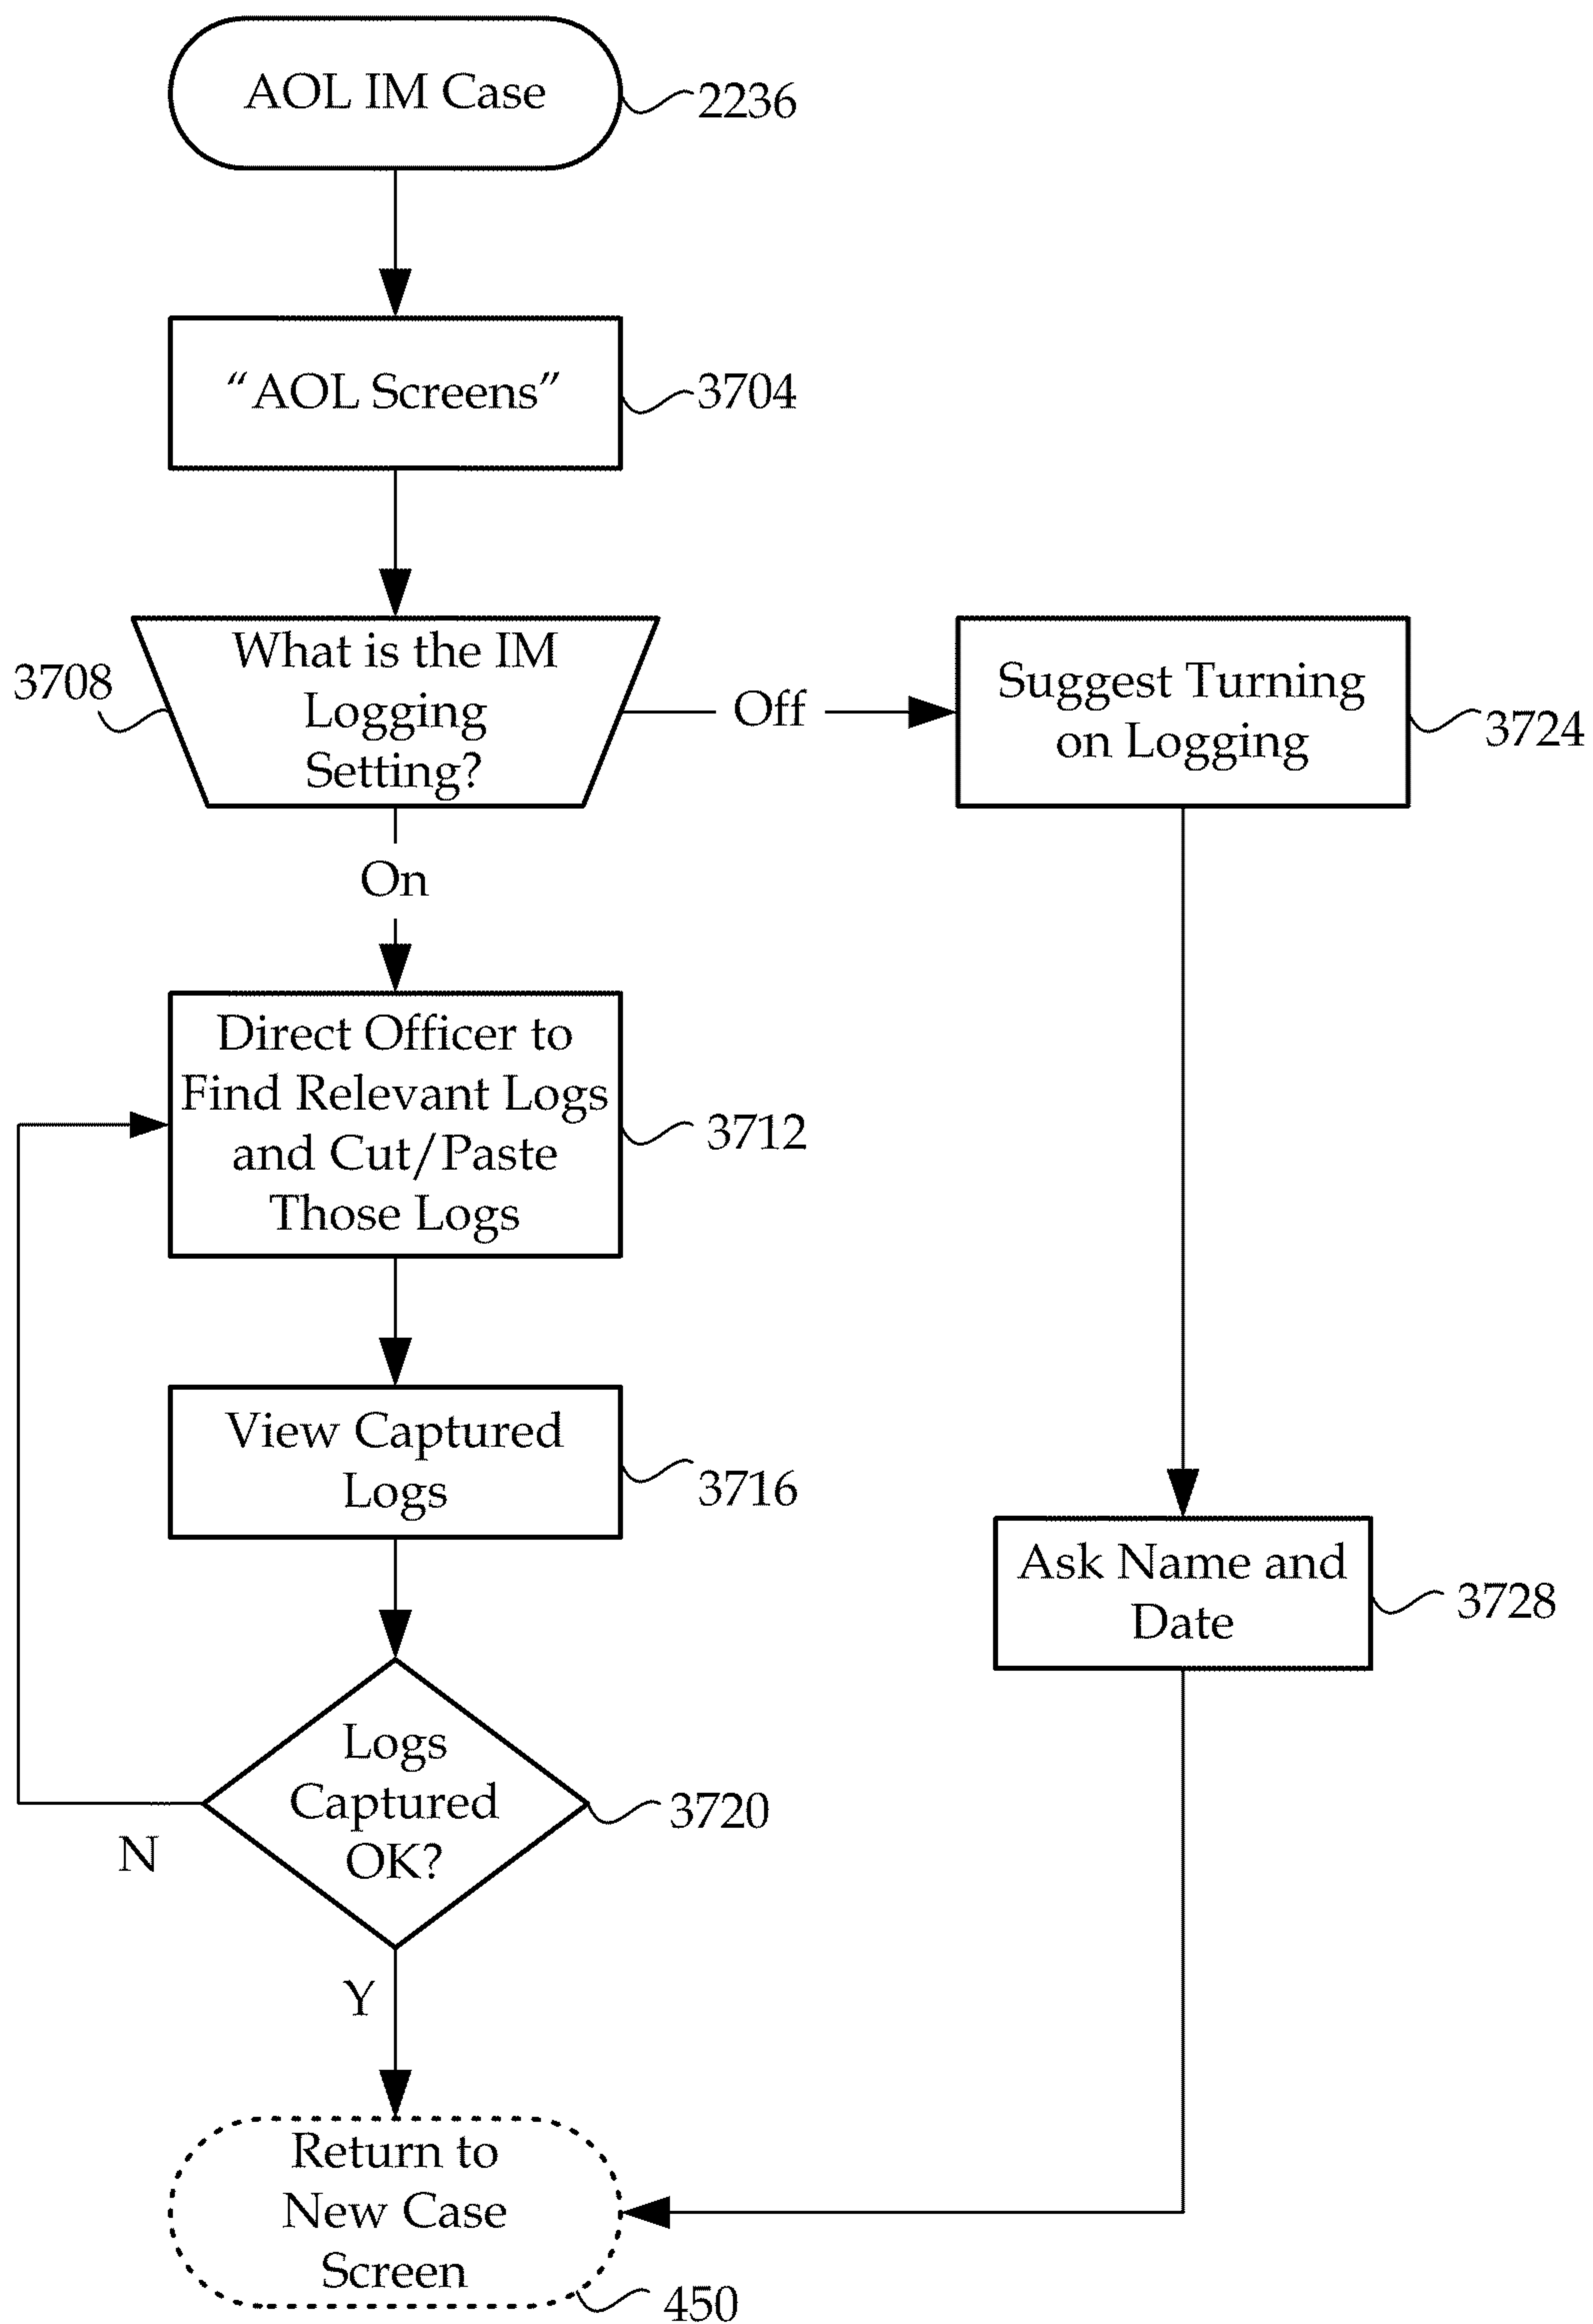 AOL IM Case
2236
“AOL Screens”
3704
What is the IM
Logging
Setting?
3708
Off
Suggest Turning
on Logging
3724
On
Direct Officer to
Find Relevant Logs
and Cut/Paste
Those Logs
3712
View Captured
Logs
3716
Ask Name and
Date
3728
Logs
Captured
OK?
3720
N
Y
Return to
New Case
Screen
450